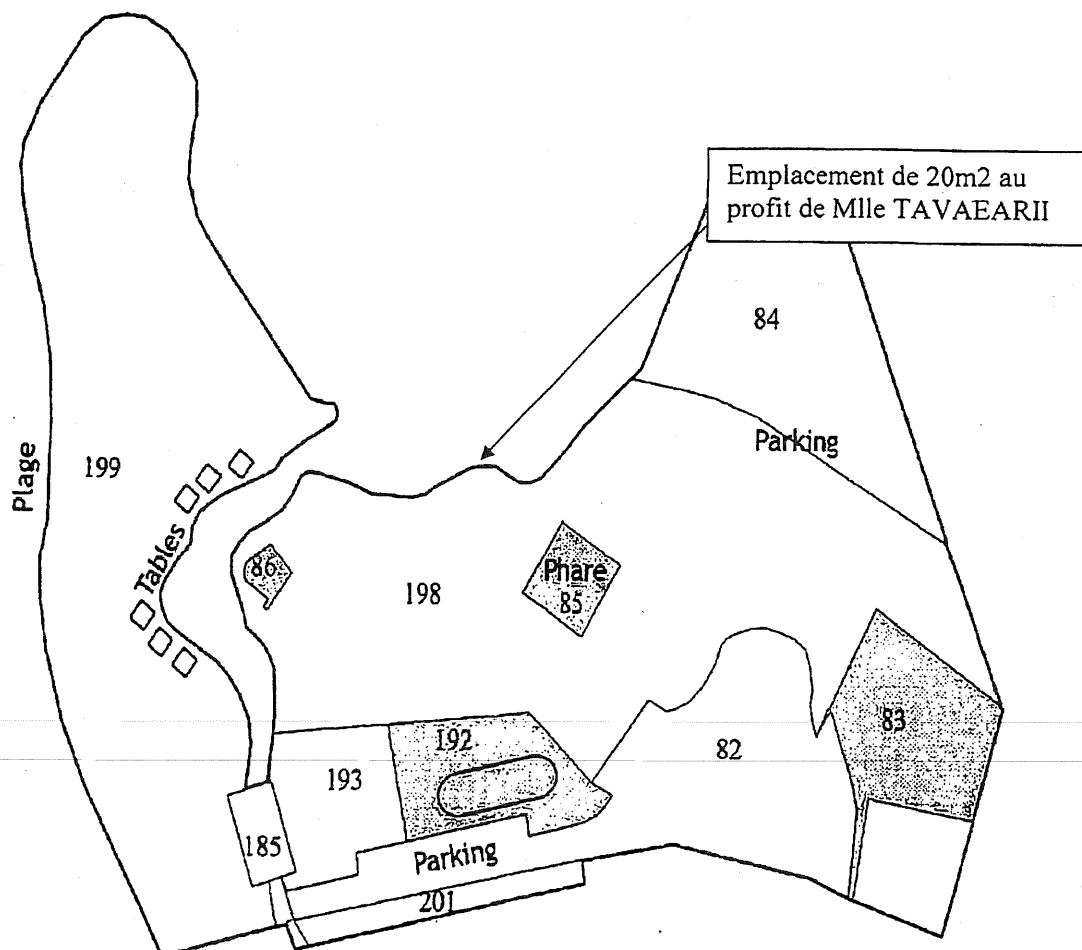 Emplacement de 20m2 au
profit de Mlle TAVAEARII
84
Parking
Plage
199
Tables
86
198
Phare
85
83
192
82
193
185
Parking
201